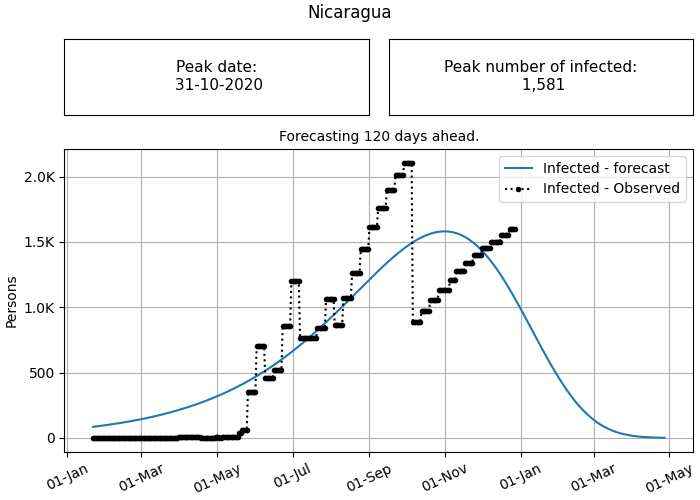 Nicaragua
Peak date:
31-10-2020
Peak number of infected:
1,581
Forecasting 120 days ahead.
Infected - forecast
Infected - Observed
Persons
2.0K
1.5K
1.0K
500
0
01-Jan
01-Mar
01-May
01-Jul
01-Sep
01-Nov
01-Jan
01-Mar
01-May